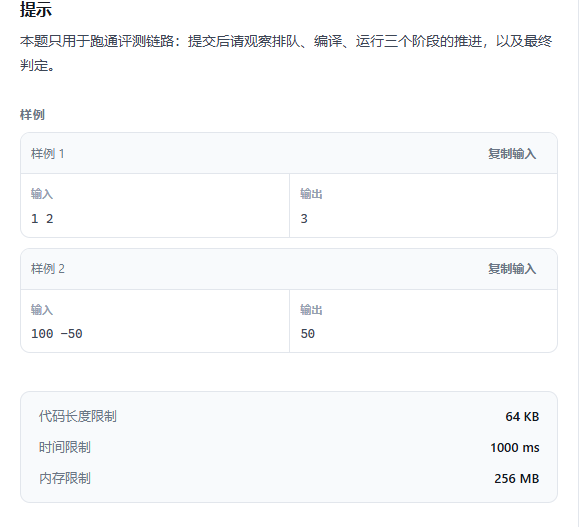 提示
本题只用于跑通评测链路：提交后请观察排队、编译、运行三个阶段的推进，以及最终
判定。
样例
样例 1 复制输入
输入 输出
1 2 3
样例 2 复制输入
输入 输出
100 -50 50
代码长度限制 64 KB
时间限制 1000 ms
内存限制 256 MB